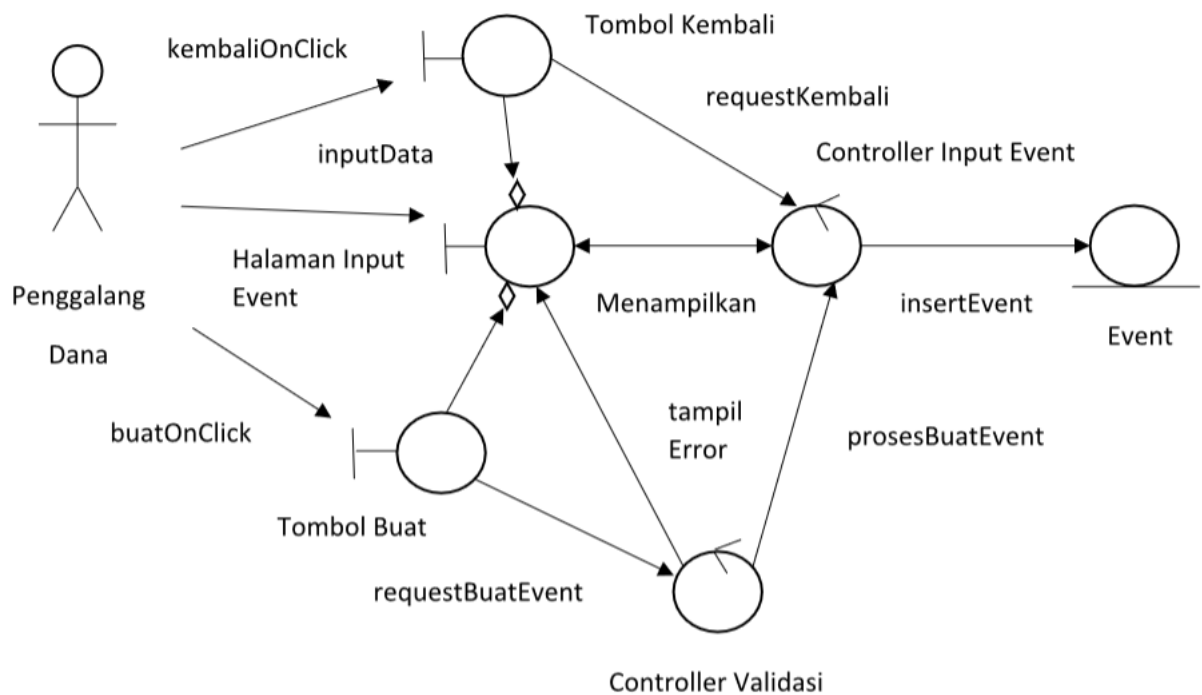 Tombol Kembali
kembaliOnClick
requestKembali
inputData
Controller Input Event
Halaman Input
Event
Penggalang
Dana
Menampilkan
insertEvent
Event
buatOnClick
tampil
Error
prosesBuatEvent
Tombol Buat
requestBuatEvent
Controller Validasi